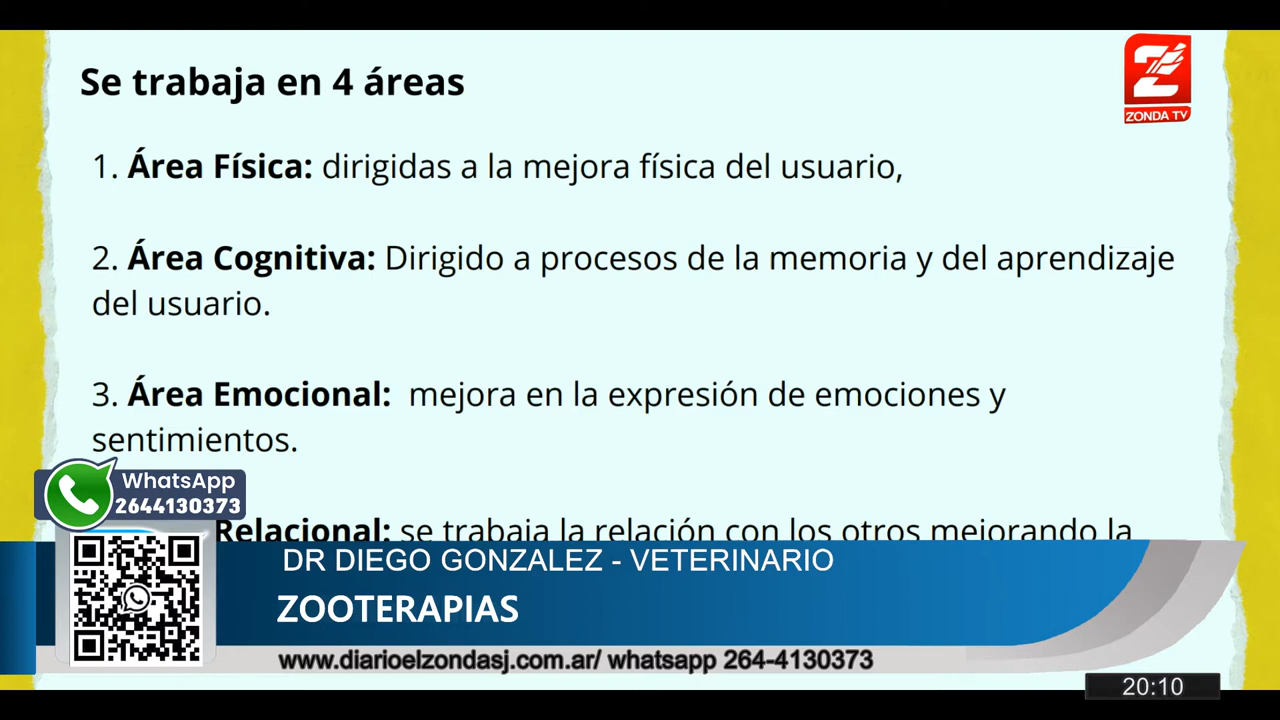 Se trabaja en 4 áreas
ZONDA TV
1. Área Física: dirigidas a la mejora física del usuario,
2. Área Cognitiva: Dirigido a procesos de la memoria y del aprendizaje
del usuario.
3. Área Emocional: mejora en la expresión de emociones y
sentimientos.
WhatsApp
2644130373
Relacional: se trabaja la relación con los otros mejorando la
DR DIEGO GONZALEZ - VETERINARIO
ZOOTERAPIAS
www.diarioelzondasj.com.ar/ whatsapp 264-4130373
20:10